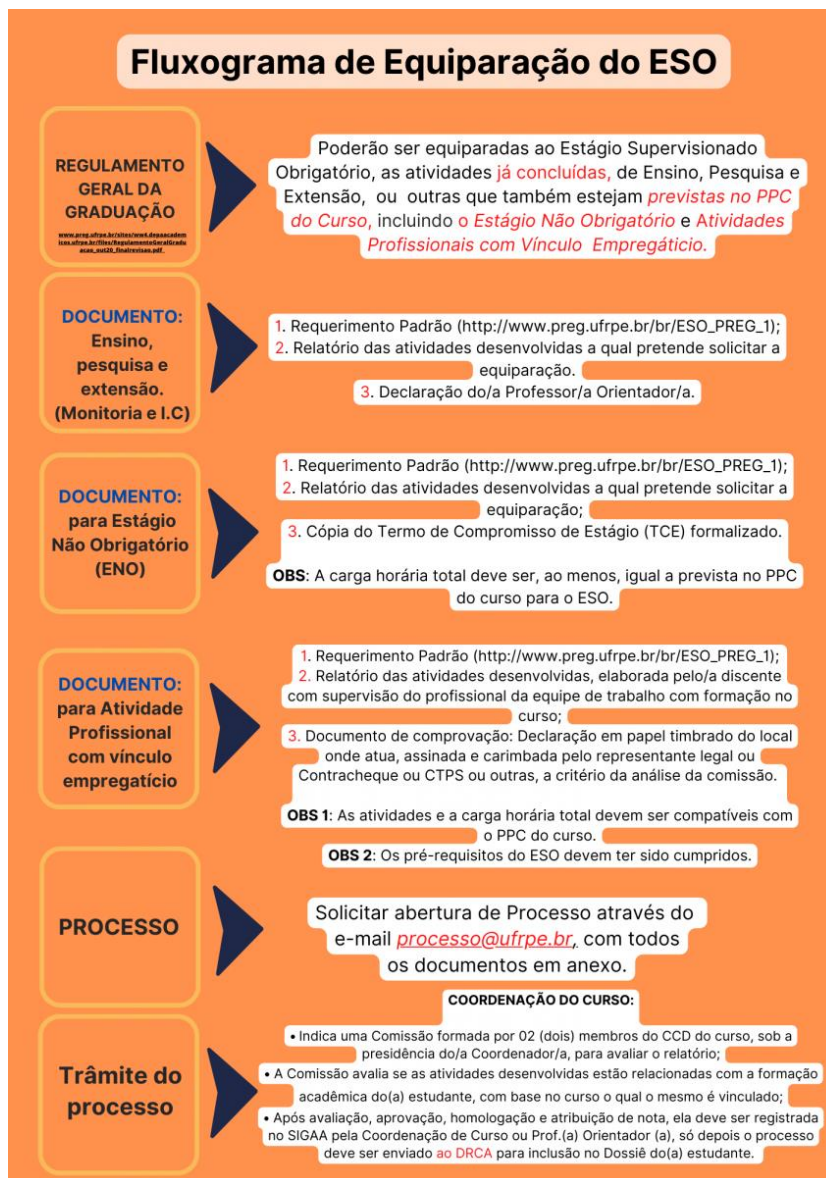 Fluxograma de Equiparação do ESO
REGULAMENTO
GERAL DA
GRADUAÇÃO
www.preg.ufrpe.br/sites/ww4.depaacadem
icos.ufrpe.br/files/RegulamentoGeralGradu
acao_out20_finalrevisao.pdf
Poderão ser equiparadas ao Estágio Supervisionado
Obrigatório, as atividades já concluídas, de Ensino, Pesquisa e
Extensão, ou outras que também estejam previstas no PPC
do Curso, incluindo o Estágio Não Obrigatório e Atividades
Profissionais com Vínculo Empregáticio.
DOCUMENTO:
Ensino,
pesquisa e
extensão.
(Monitoria e I.C)
1. Requerimento Padrão (http://www.preg.ufrpe.br/br/ESO_PREG_1);
2. Relatório das atividades desenvolvidas a qual pretende solicitar a
equiparação.
3. Declaração do/a Professor/a Orientador/a.
DOCUMENTO:
para Estágio
Não Obrigatório
(ENO)
1. Requerimento Padrão (http://www.preg.ufrpe.br/br/ESO_PREG_1);
2. Relatório das atividades desenvolvidas a qual pretende solicitar a
equiparação;
3. Cópia do Termo de Compromisso de Estágio (TCE) formalizado.
OBS: A carga horária total deve ser, ao menos, igual a prevista no PPC
do curso para o ESO.
DOCUMENTO:
para Atividade
Profissional
com vínculo
empregatício
1. Requerimento Padrão (http://www.preg.ufrpe.br/br/ESO_PREG_1);
2. Relatório das atividades desenvolvidas, elaborada pelo/a discente
com supervisão do profissional da equipe de trabalho com formação no
curso;
3. Documento de comprovação: Declaração em papel timbrado do local
onde atua, assinada e carimbada pelo representante legal ou
Contracheque ou CTPS ou outras, a critério da análise da comissão.
OBS 1: As atividades e a carga horária total devem ser compatíveis com
o PPC do curso.
OBS 2: Os pré-requisitos do ESO devem ter sido cumpridos.
PROCESSO
Solicitar abertura de Processo através do
e-mail processo@ufrpe.br, com todos
os documentos em anexo.
Trâmite do
processo
COORDENAÇÃO DO CURSO:
• Indica uma Comissão formada por 02 (dois) membros do CCD do curso, sob a
presidência do/a Coordenador/a, para avaliar o relatório;
• A Comissão avalia se as atividades desenvolvidas estão relacionadas com a formação
acadêmica do(a) estudante, com base no curso o qual o mesmo é vinculado;
• Após avaliação, aprovação, homologação e atribuição de nota, ela deve ser registrada
no SIGAA pela Coordenação de Curso ou Prof.(a) Orientador (a), só depois o processo
deve ser enviado ao DRCA para inclusão no Dossiê do(a) estudante.